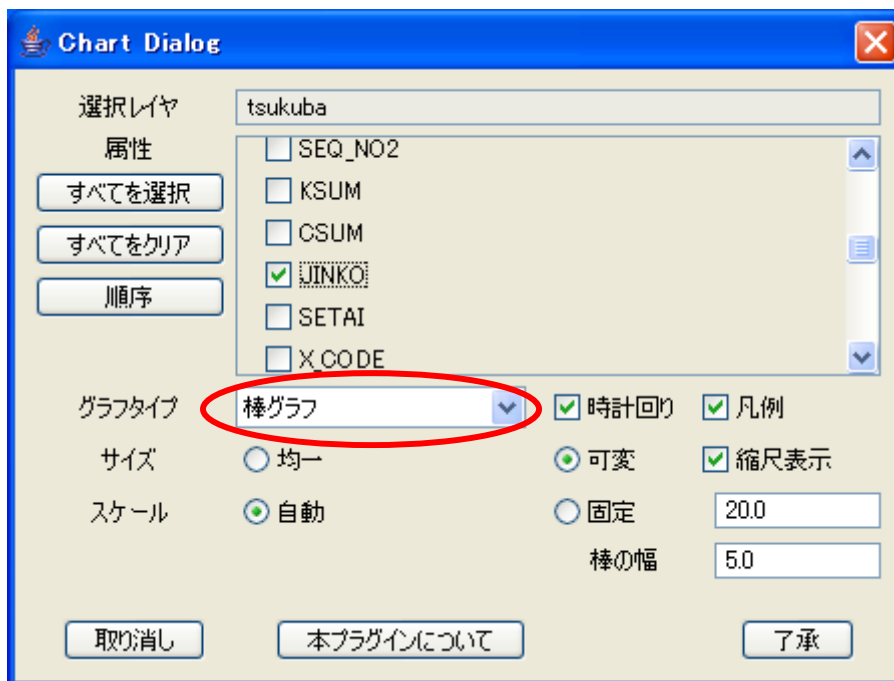 Chart Dialog
選択レイヤ tsukuba
属性
SEQ_NO2
すべてを選択
KSUM
すべてをクリア
CSUM
順序
JINKO
SETAI
X_CODE
グラフタイプ 棒グラフ 時計回り 凡例
サイズ 均一 可変 縮尺表示
スケール 自動 固定 20.0
棒の幅 5.0
取り消し 本プラグインについて 了承